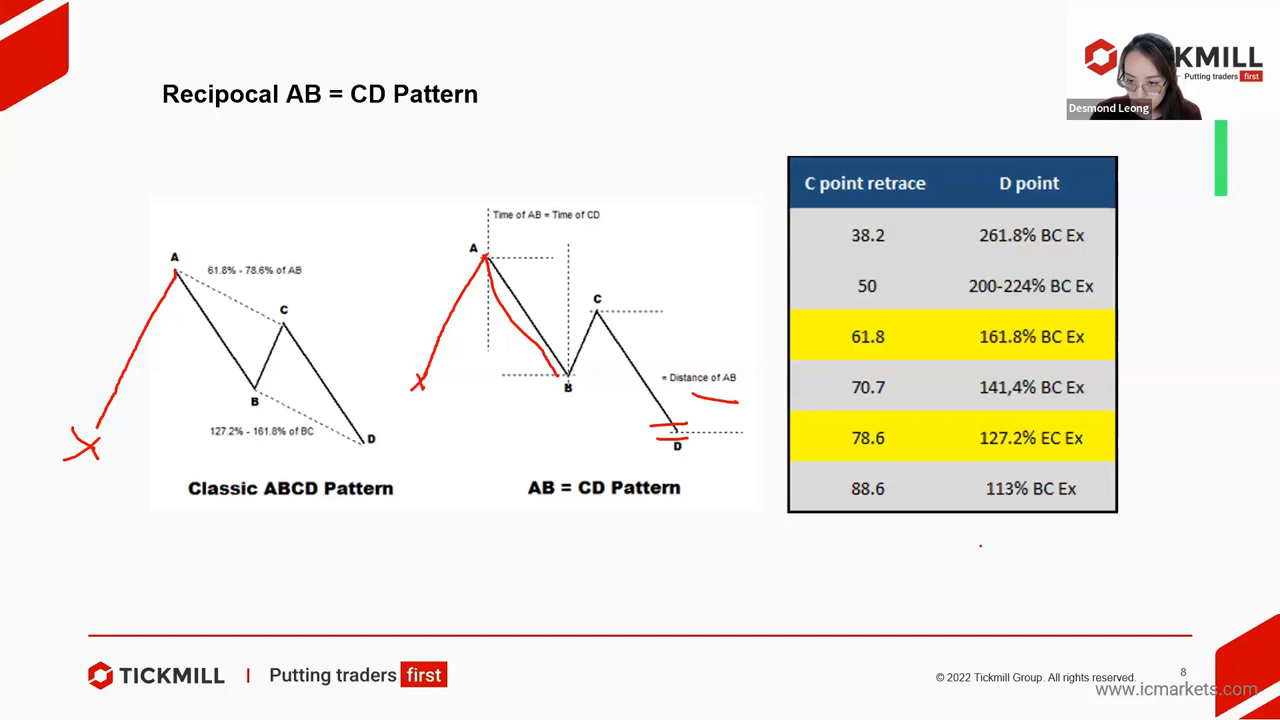 Recipocal AB = CD Pattern
TICKMILL
Putting traders first
Desmond Leong
A
61.8% - 78.6% of AB
C
B
127.2% - 161.8% of BC
D
Classic ABCD Pattern
X
Time of AB = Time of CD
A
C
B
= Distance of AB
D
AB = CD Pattern
X
C point retrace D point
38.2 261.8% BC Ex
50 200-224% BC Ex
61.8 161.8% BC Ex
70.7 141,4% BC Ex
78.6 127.2% EC Ex
88.6 113% BC Ex
TICKMILL | Putting traders first
© 2022 Tickmill Group. All rights reserved.
8
www.icmarkets.com